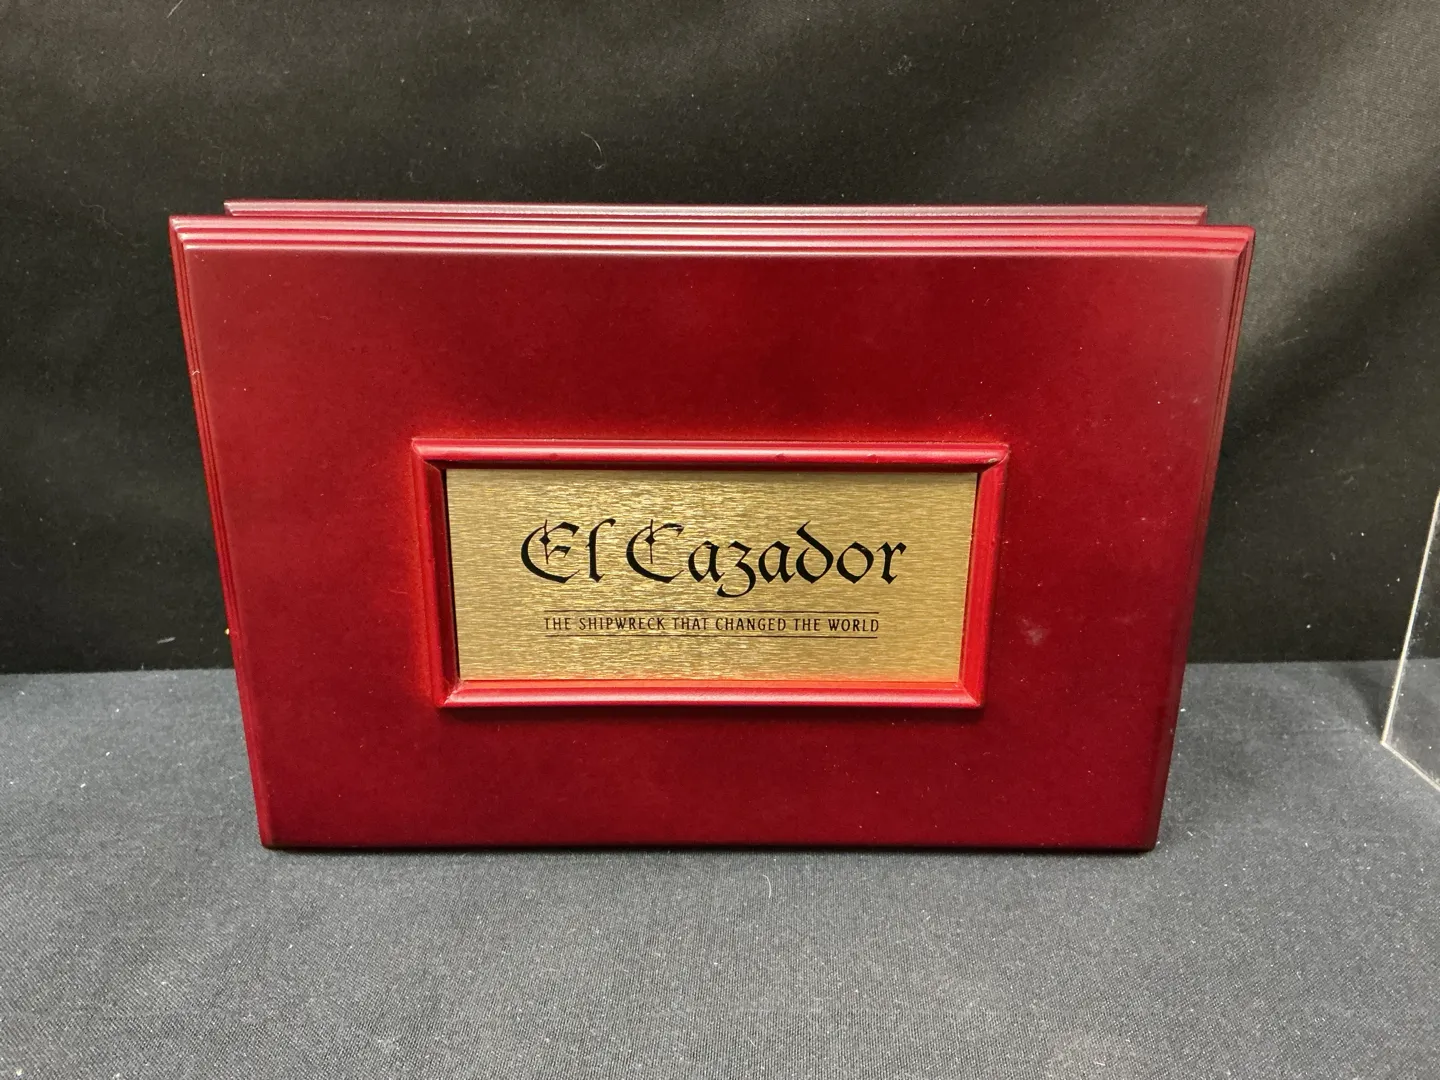 El Cazador
THE SHIPWRECK THAT CHANGED THE WORLD